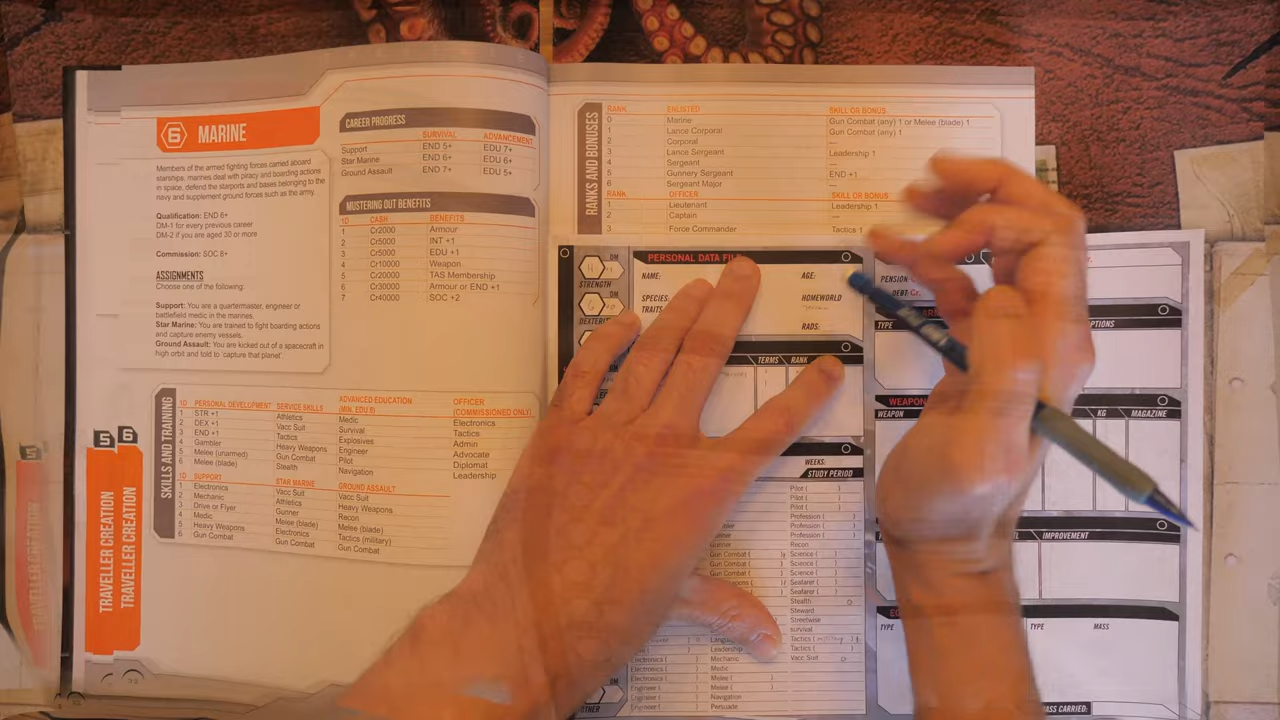 6 MARINE
Members of the armed fighting forces carried aboard
starships, marines deal with piracy and boarding actions
in space, defend the starports and bases belonging to the
navy and supplement ground forces such as the army.
Qualification: END 6+
DM-1 for every previous career
DM-2 if you are aged 30 or more
Commission: SOC 8+
ASSIGNMENTS
Choose one of the following:
Support: You are a quartermaster, engineer or
battlefield medic in the marines.
Star Marine: You are trained to fight boarding actions
and capture enemy vessels.
Ground Assault: You are kicked out of a spacecraft in
high orbit and told to 'capture that planet'.
CAREER PROGRESS
SURVIVAL ADVANCEMENT
Support END 5+ EDU 7+
Star Marine END 6+ EDU 6+
Ground Assault END 7+ EDU 5+
MUSTERING OUT BENEFITS
1D CASH BENEFITS
1 Cr2000 Armour
2 Cr5000 INT +1
3 Cr5000 EDU +1
4 Cr10000 Weapon
5 Cr20000 TAS Membership
6 Cr30000 Armour or END +1
7 Cr40000 SOC +2
SKILLS AND TRAINING
1D PERSONAL DEVELOPMENT SERVICE SKILLS ADVANCED EDUCATION (MIN. EDU 8) OFFICER (COMMISSIONED ONLY)
1 STR +1 Athletics Medic Electronics
2 DEX +1 Vacc Suit Survival Tactics
3 END +1 Tactics Explosives Admin
4 Gambler Heavy Weapons Engineer Advocate
5 Melee (unarmed) Gun Combat Pilot Diplomat
6 Melee (blade) Stealth Navigation Leadership
1D SUPPORT STAR MARINE GROUND ASSAULT
1 Electronics Vacc Suit Vacc Suit
2 Mechanic Athletics Heavy Weapons
3 Drive or Flyer Gunner Recon
4 Medic Melee (blade) Melee (blade)
5 Heavy Weapons Electronics Tactics (military)
6 Gun Combat Gun Combat Gun Combat
5 6
TRAVELLER CREATION
TRAVELLER CREATION
RANKS AND BONUSES
RANK ENLISTED SKILL OR BONUS
0 Marine Gun Combat (any) 1 or Melee (blade) 1
1 Lance Corporal Gun Combat (any) 1
2 Corporal —
3 Lance Sergeant Leadership 1
4 Sergeant —
5 Gunnery Sergeant END +1
6 Sergeant Major
RANK OFFICER SKILL OR BONUS
1 Lieutenant Leadership 1
2 Captain —
3 Force Commander Tactics 1
PERSONAL DATA FIL
DM
STRENGTH
DM
NAME: AGE:
SPECIES: HOMEWORLD
TRAITS
RADS:
TERMS RANK
WEEKS:
STUDY PERIOD
PENSION
DEBT: Cr.
TYPE OPTIONS
WEAPON
WEAPON KG MAGAZINE
IMPROVEMENT
TYPE TYPE MASS
Pilot ( )
Pilot ( )
Pilot ( )
Profession ( )
Profession ( )
Profession ( )
Gunner Recon
Gun Combat ( ) Science ( )
Gun Combat ( ) Science ( )
Gun Combat ( ) Science ( )
Seafarer ( )
Seafarer ( )
Stealth
Steward
Streetwise
survival
Tactics ( military )
Leadership Tactics ( )
Electronics ( ) Mechanic Vacc Suit
Electronics ( ) Medic
Electronics ( ) Melee ( )
Engineer ( ) Melee ( )
Engineer ( ) Navigation
Engineer ( ) Persuade
OTHER
ASS CARRIED: